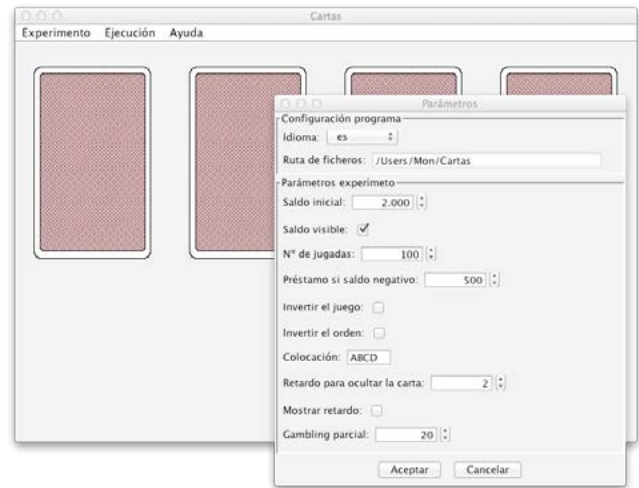 Cartas
Experimento Ejecución Ayuda
Parámetros
Configuración programa
Idioma: es
Ruta de ficheros: /Users/Mon/Cartas
Parámetros experimeto
Saldo inicial: 2.000
Saldo visible:
Nº de jugadas: 100
Préstamo si saldo negativo: 500
Invertir el juego:
Invertir el orden:
Colocación: ABCD
Retardo para ocultar la carta: 2
Mostrar retardo:
Gambling parcial: 20
Aceptar Cancelar